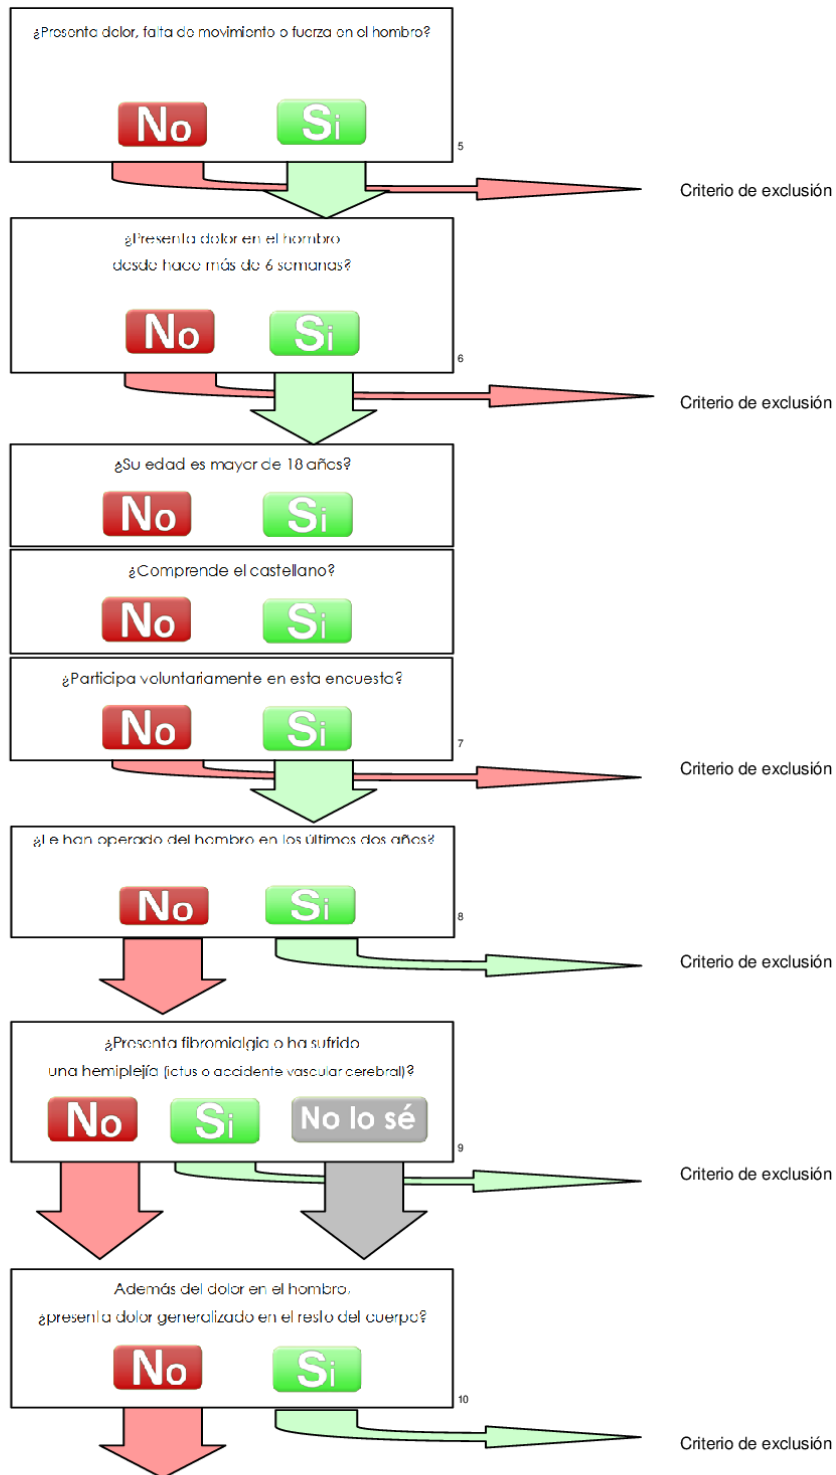 ¿Presenta dolor, falta de movimiento o fuerza en el hombro?
No Si
5
Criterio de exclusión
¿Presenta dolor en el hombro
desde hace más de 6 semanas?
No Si
6
Criterio de exclusión
¿Su edad es mayor de 18 años?
No Si
¿Comprende el castellano?
No Si
¿Participa voluntariamente en esta encuesta?
No Si
7
Criterio de exclusión
¿Le han operado del hombro en los últimos dos años?
No Si
8
Criterio de exclusión
¿Presenta fibromialgia o ha sufrido
una hemiplejía (ictus o accidente vascular cerebral)?
No Si No lo sé
9
Criterio de exclusión
Además del dolor en el hombro,
¿presenta dolor generalizado en el resto del cuerpo?
No Si
10
Criterio de exclusión